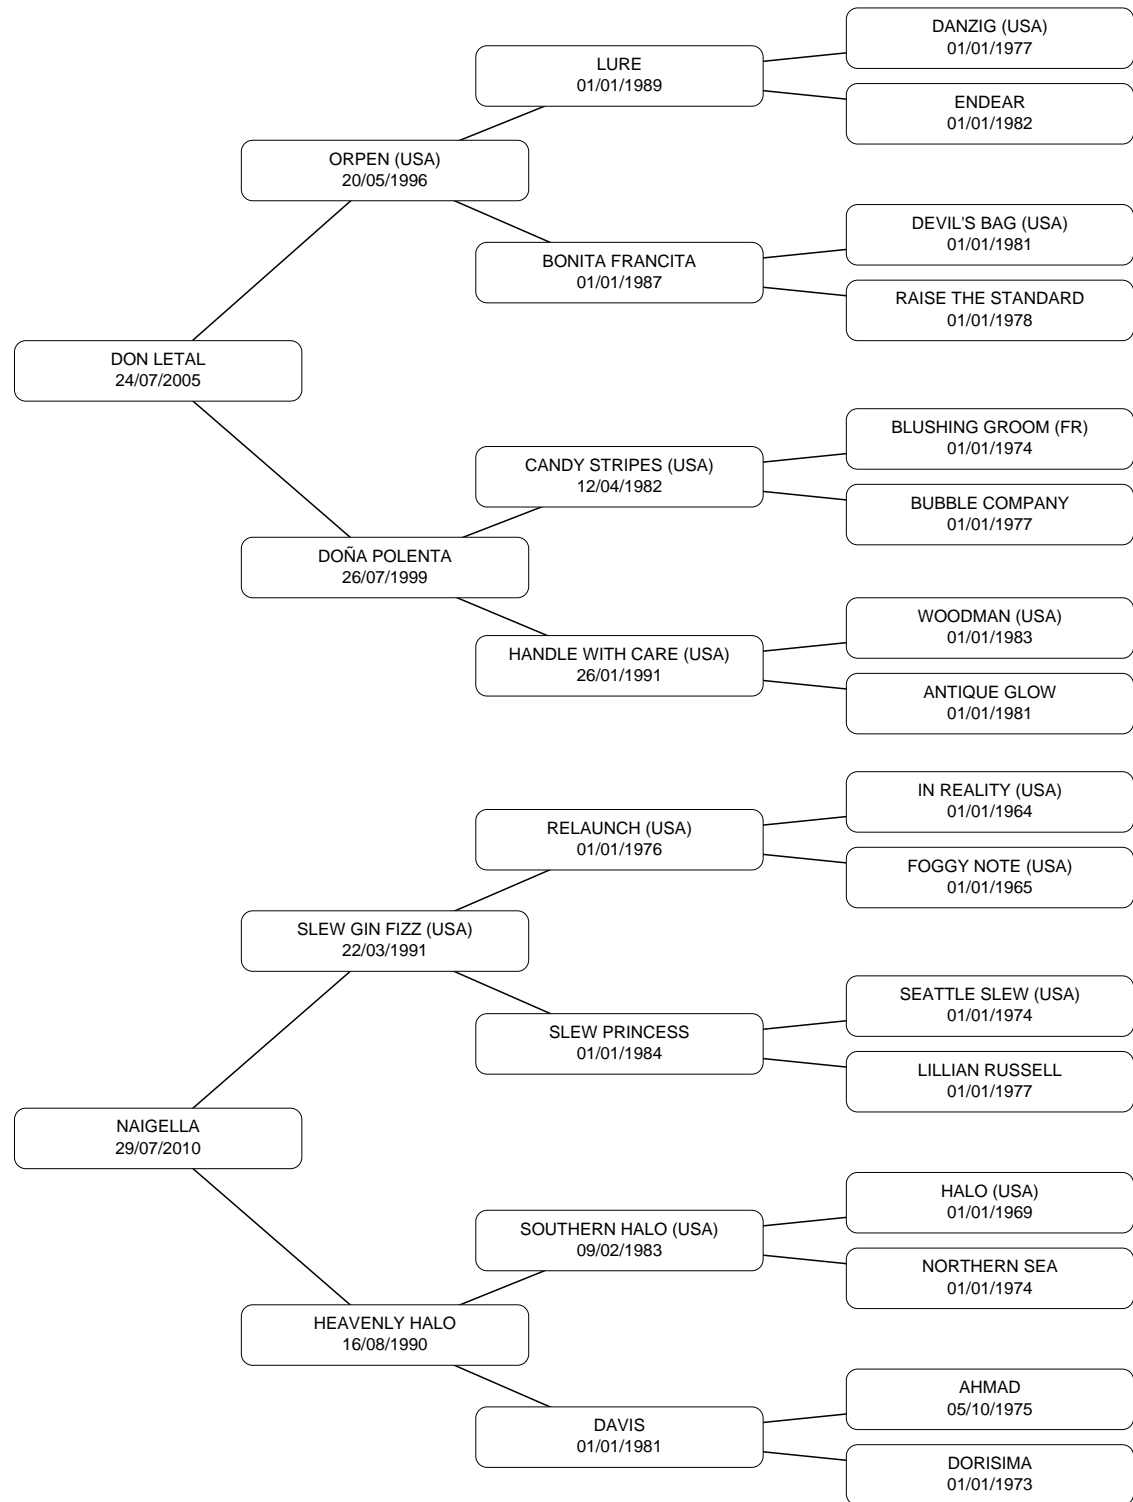 DANZIG (USA)
01/01/1977
LURE
01/01/1989
ENDEAR
01/01/1982
ORPEN (USA)
20/05/1996
DEVIL'S BAG (USA)
01/01/1981
BONITA FRANCITA
01/01/1987
RAISE THE STANDARD
01/01/1978
DON LETAL
24/07/2005
BLUSHING GROOM (FR)
01/01/1974
CANDY STRIPES (USA)
12/04/1982
BUBBLE COMPANY
01/01/1977
DOÑA POLENTA
26/07/1999
WOODMAN (USA)
01/01/1983
HANDLE WITH CARE (USA)
26/01/1991
ANTIQUE GLOW
01/01/1981
IN REALITY (USA)
01/01/1964
RELAUNCH (USA)
01/01/1976
FOGGY NOTE (USA)
01/01/1965
SLEW GIN FIZZ (USA)
22/03/1991
SEATTLE SLEW (USA)
01/01/1974
SLEW PRINCESS
01/01/1984
LILLIAN RUSSELL
01/01/1977
NAIGELLA
29/07/2010
HALO (USA)
01/01/1969
SOUTHERN HALO (USA)
09/02/1983
NORTHERN SEA
01/01/1974
HEAVENLY HALO
16/08/1990
AHMAD
05/10/1975
DAVIS
01/01/1981
DORISIMA
01/01/1973